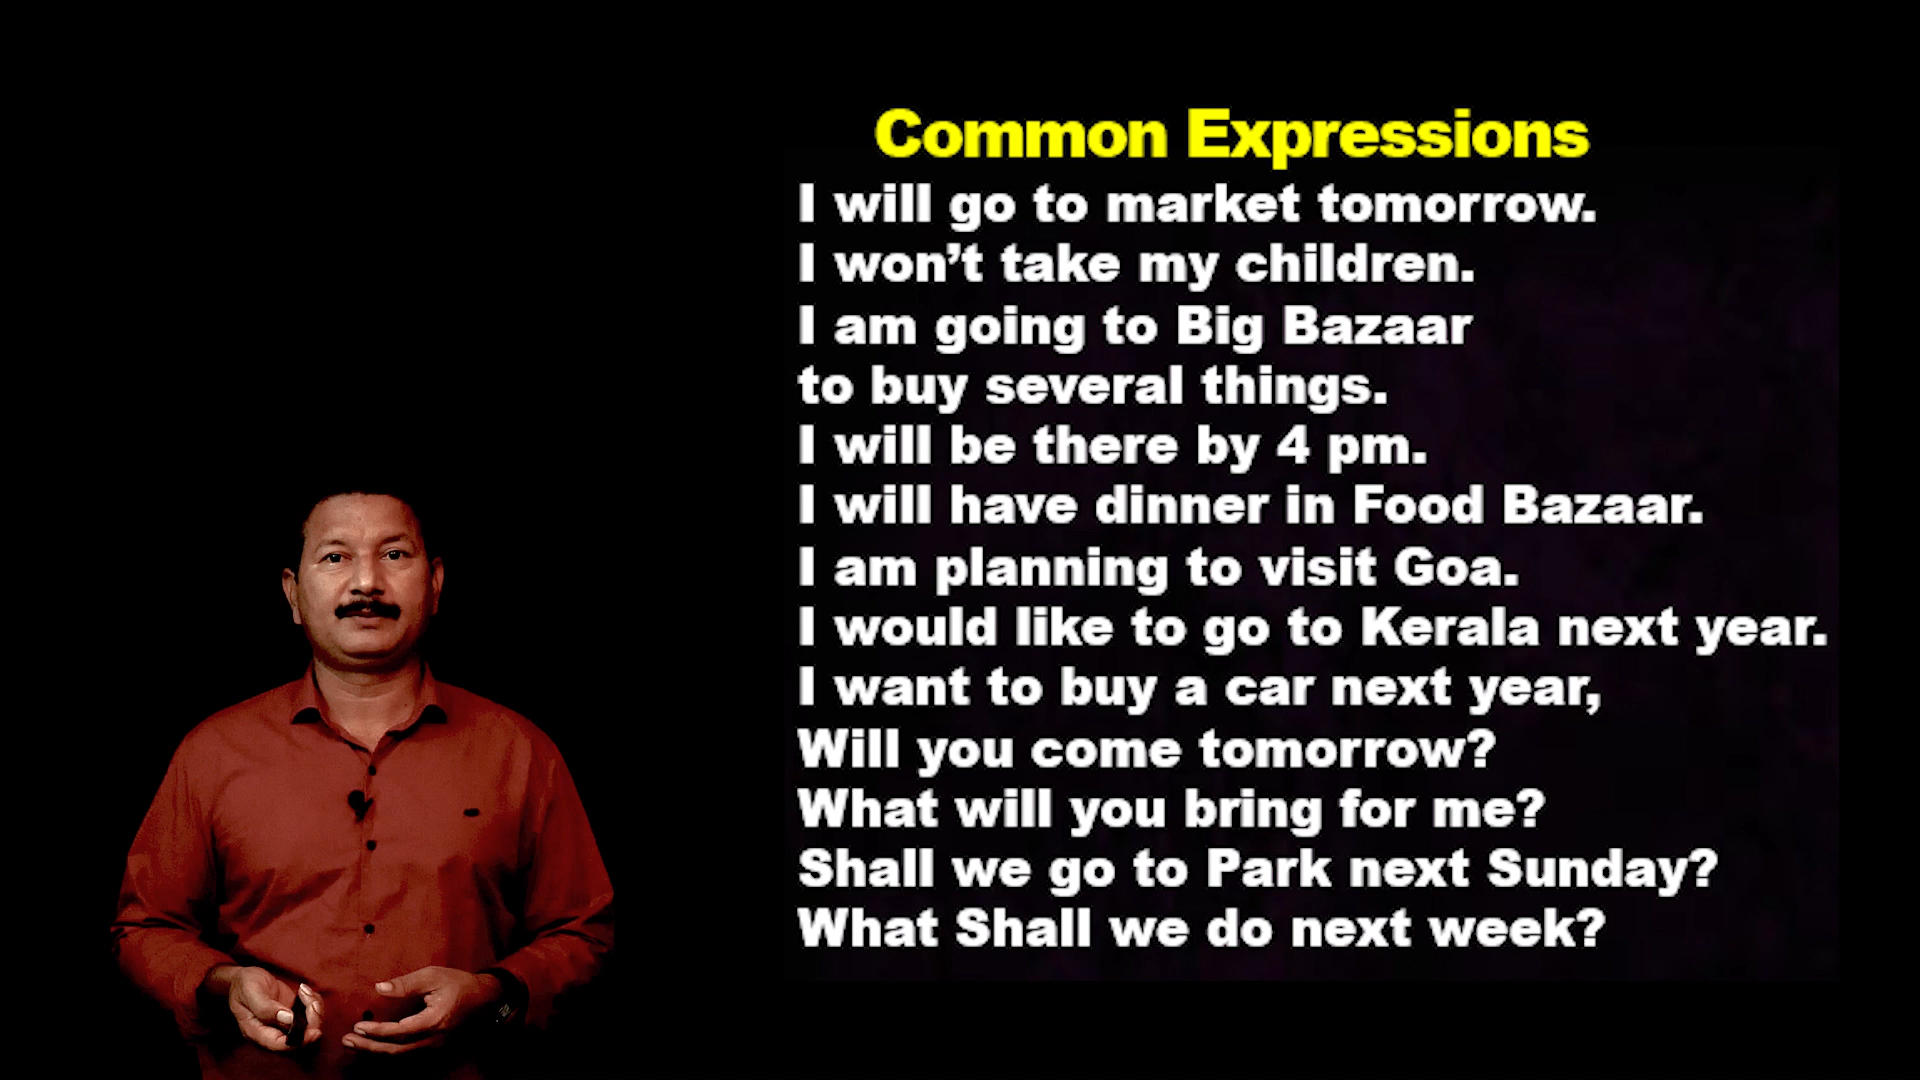 Common Expressions
I will go to market tomorrow.
I won’t take my children.
I am going to Big Bazaar
to buy several things.
I will be there by 4 pm.
I will have dinner in Food Bazaar.
I am planning to visit Goa.
I would like to go to Kerala next year.
I want to buy a car next year,
Will you come tomorrow?
What will you bring for me?
Shall we go to Park next Sunday?
What Shall we do next week?